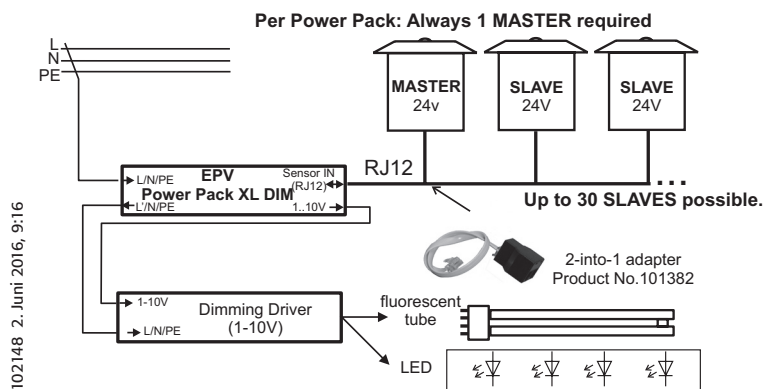 Per Power Pack: Always 1 MASTER required
L
N
PE
MASTER
24v
SLAVE
24V
SLAVE
24V
L/N/PE
EPV
Sensor IN
(RJ12)
Power Pack XL DIM
L'/N/PE
1..10V
RJ12
...
Up to 30 SLAVES possible.
2-into-1 adapter
Product No.101382
1-10V
Dimming Driver
(1-10V)
L/N/PE
fluorescent
tube
LED
102148 2. Juni 2016, 9:16